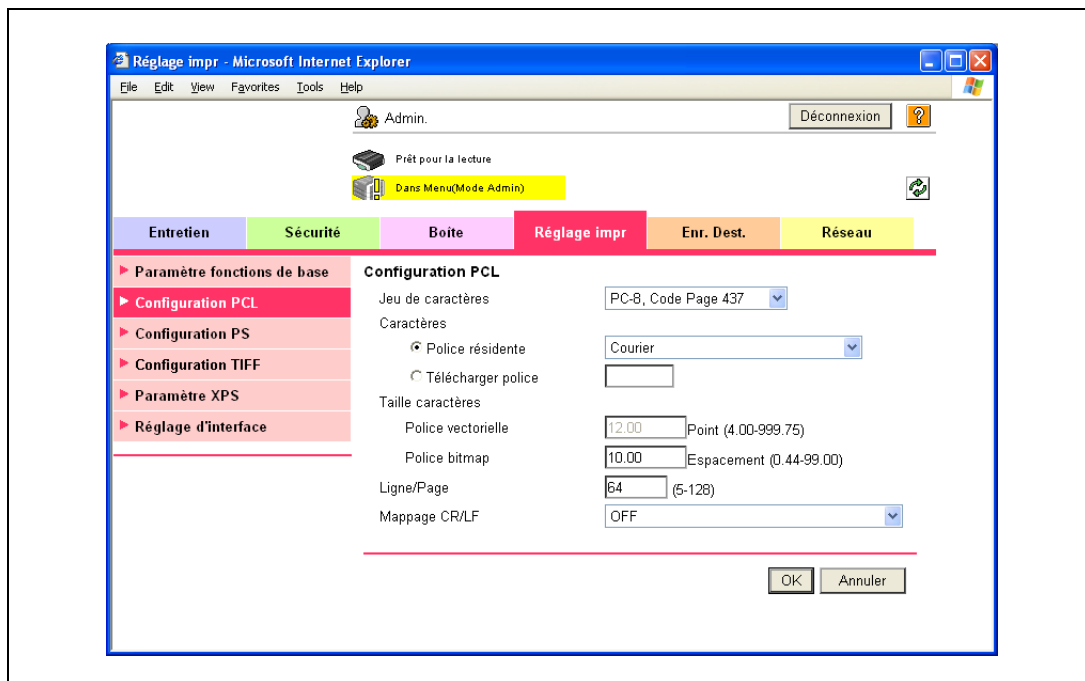 Réglage impr - Microsoft Internet Explorer
File Edit View Favorites Tools Help
Admin. Déconnexion ?
Prêt pour la lecture
Dans Menu(Mode Admin)
Entretien Sécurité Boite Réglage impr Enr. Dest. Réseau
Paramètre fonctions de base
Configuration PCL
Configuration PS
Configuration TIFF
Paramètre XPS
Réglage d'interface
Configuration PCL
Jeu de caractères PC-8, Code Page 437
Caractères
Police résidente Courier
Télécharger police
Taille caractères
Police vectorielle 12.00 Point (4.00-999.75)
Police bitmap 10.00 Espacement (0.44-99.00)
Ligne/Page 64 (5-128)
Mappage CR/LF OFF
OK Annuler